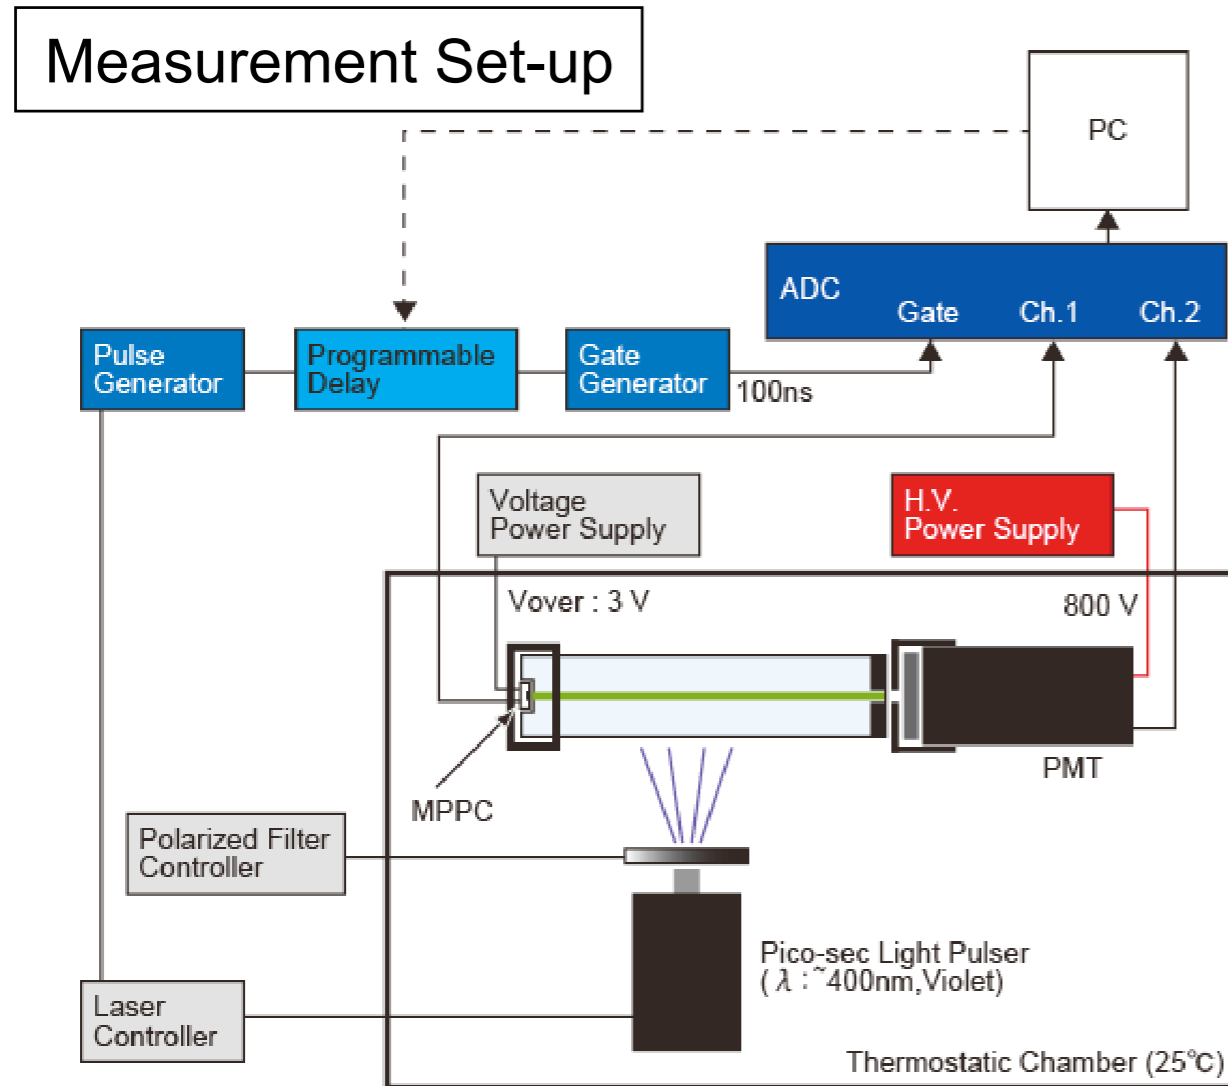 Measurement Set-up
PC
ADC
Gate
Ch.1
Ch.2
Pulse
Generator
Programmable
Delay
Gate
Generator
100ns
Voltage
Power Supply
H.V.
Power Supply
Vover : 3 V
800 V
MPPC
PMT
Polarized Filter
Controller
Pico-sec Light Pulser
(λ:~400nm,Violet)
Laser
Controller
Thermostatic Chamber (25℃)